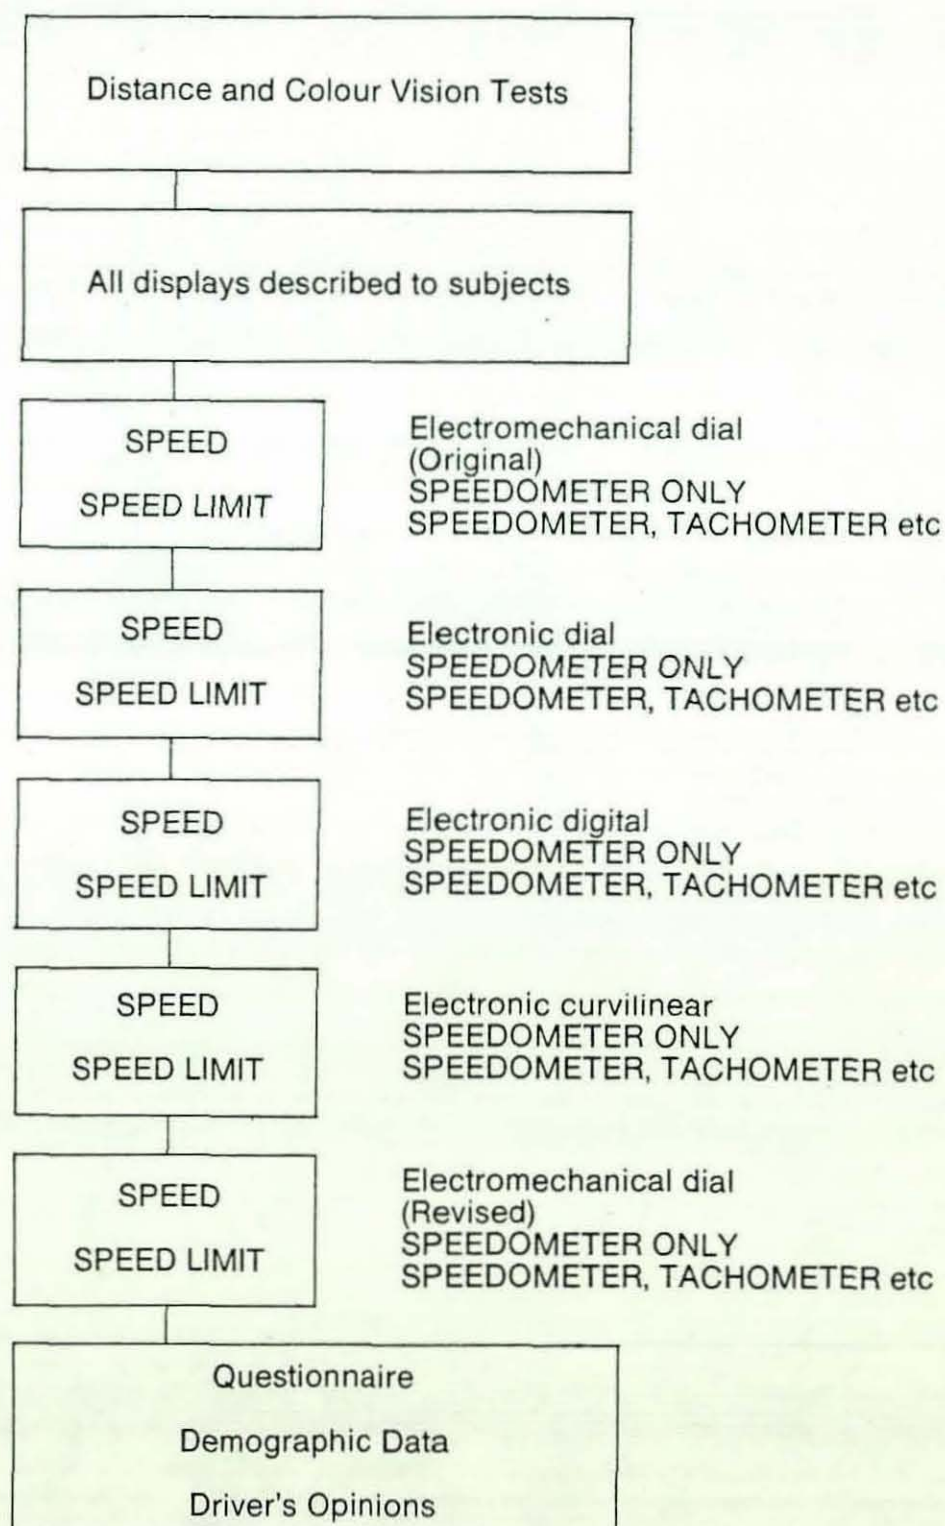 Distance and Colour Vision Tests
All displays described to subjects
SPEED
SPEED LIMIT
Electromechanical dial
(Original)
SPEEDOMETER ONLY
SPEEDOMETER, TACHOMETER etc
SPEED
SPEED LIMIT
Electronic dial
SPEEDOMETER ONLY
SPEEDOMETER, TACHOMETER etc
SPEED
SPEED LIMIT
Electronic digital
SPEEDOMETER ONLY
SPEEDOMETER, TACHOMETER etc
SPEED
SPEED LIMIT
Electronic curvilinear
SPEEDOMETER ONLY
SPEEDOMETER, TACHOMETER etc
SPEED
SPEED LIMIT
Electromechanical dial
(Revised)
SPEEDOMETER ONLY
SPEEDOMETER, TACHOMETER etc
Questionnaire
Demographic Data
Driver's Opinions